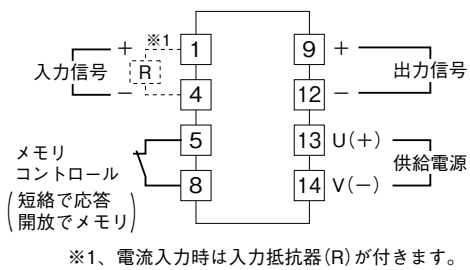 ※1
+ 1 9 +
入力信号 R 出力信号
− 4 12 −
5 13 U(+)
メモリ
コントロール
供給電源
(短絡で応答
開放でメモリ)
8 14 V(−)
※1、電流入力時は入力抵抗器(R)が付きます。